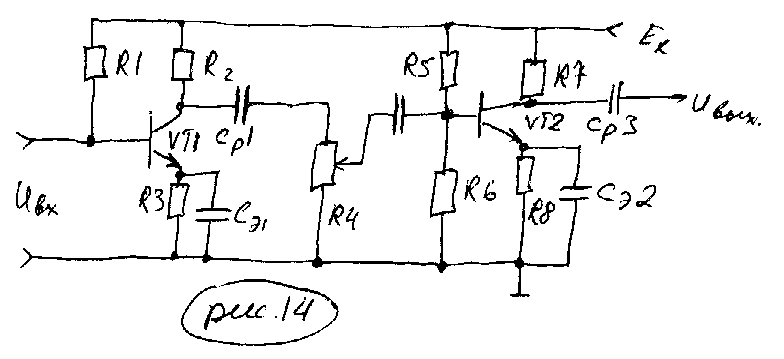 Eк
R1
R2
R5
R7
VT1
Cр1
VT2
Cр3
Uвых.
Uвх
R3
Cэ1
R4
R6
R8
Cэ2
рис.14